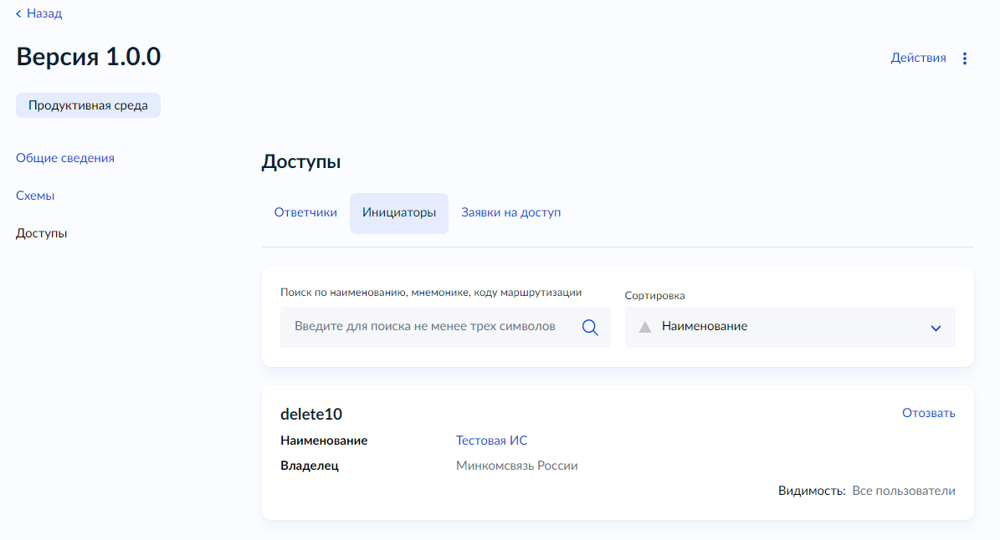 Назад
Версия 1.0.0
Действия
Продуктивная среда
Общие сведения
Схемы
Доступы
Доступы
Ответчики Инициаторы Заявки на доступ
Поиск по наименованию, мнемонике, коду маршрутизации
Введите для поиска не менее трех символов
Сортировка
Наименование
delete10
Отозвать
Наименование Тестовая ИС
Владелец Минкомсвязь России
Видимость: Все пользователи